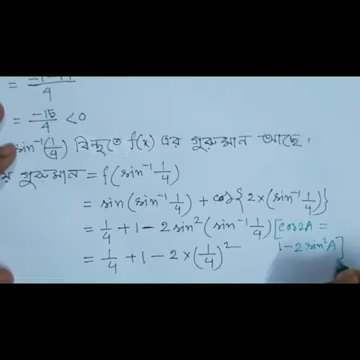 = 4
= -15/4 < 0
sin⁻¹(1/4) বিন্দুতে f(x) এর গুরুমান আছে।
গুরুমান = f(sin⁻¹ 1/4)
= sin(sin⁻¹ 1/4) + cos{2×(sin⁻¹ 1/4)}
= 1/4 + 1 - 2 sin²(sin⁻¹ 1/4) [cos2A =
= 1/4 + 1 - 2×(1/4)² 1-2sin²A]